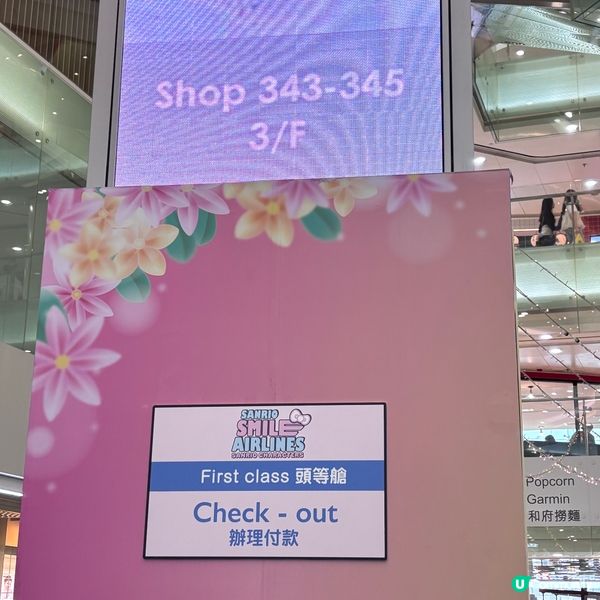 Shop 343-345
3/F
SANRIO
SMILE
AIRLINES
SANRIO CHARACTERS
First class 頭等艙
Check - out
辦理付款
Popcorn
Garmin
和府撈麵